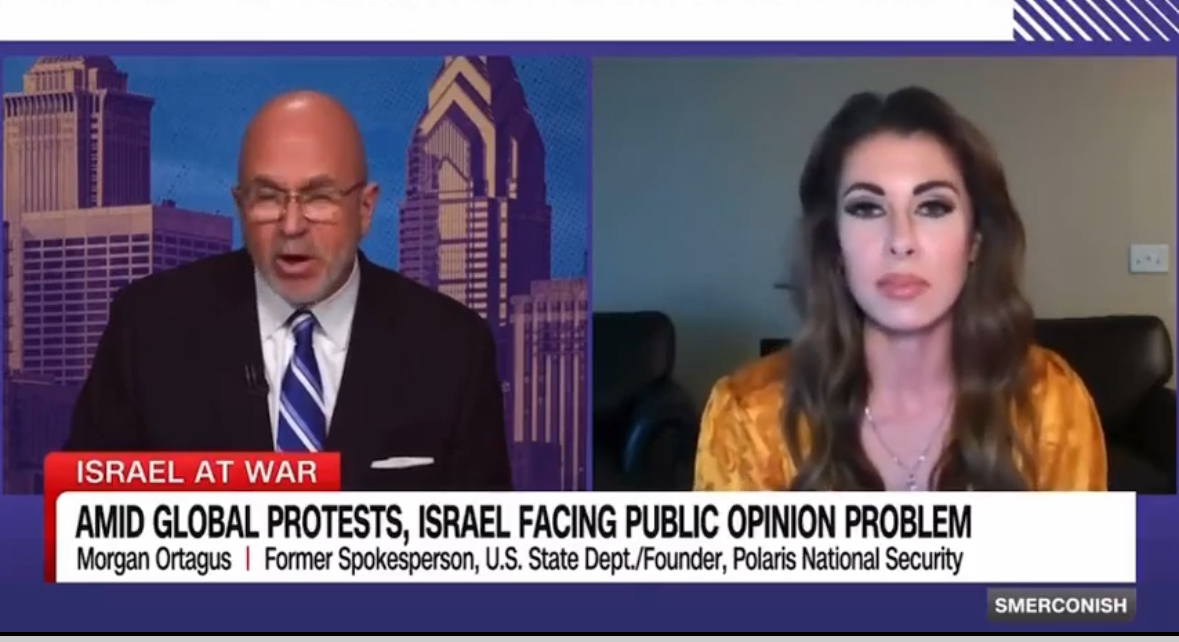 ISRAEL AT WAR
AMID GLOBAL PROTESTS, ISRAEL FACING PUBLIC OPINION PROBLEM
Morgan Ortagus | Former Spokesperson, U.S. State Dept./Founder, Polaris National Security
SMERCONISH